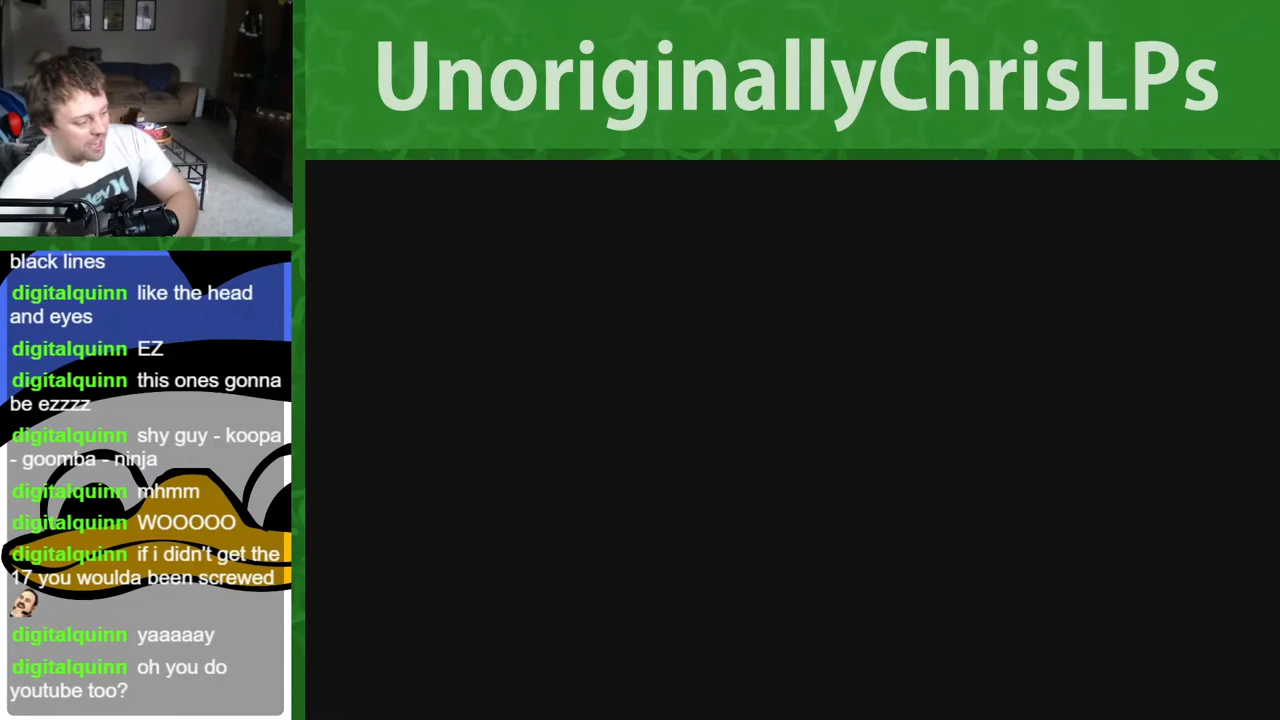 UnoriginallyChrisLPs
black lines
digitalquinn like the head
and eyes
digitalquinn EZ
digitalquinn this ones gonna
be ezzzz
digitalquinn shy guy - koopa
- goomba - ninja
digitalquinn mhmm
digitalquinn WOOOOO
digitalquinn if i didn't get the
17 you woulda been screwed
digitalquinn yaaaaay
digitalquinn oh you do
youtube too?